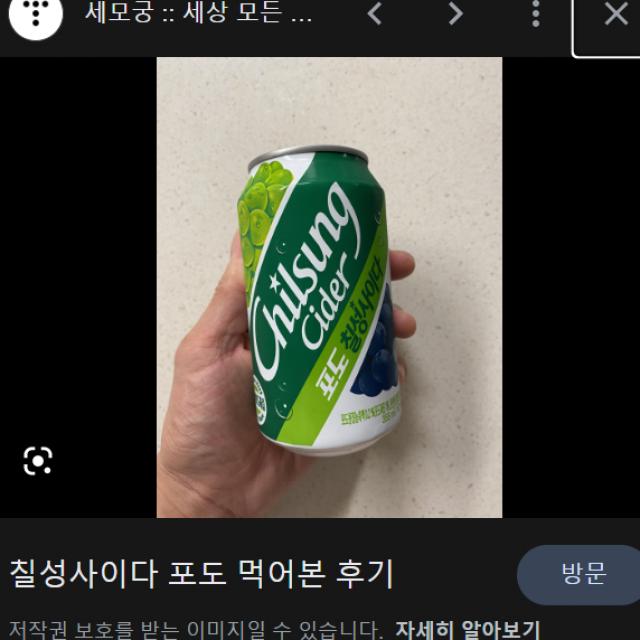 세모궁 :: 세상 모든 ...
Chilsung
Cider
포도 칠성사이다
칠성사이다 포도 먹어본 후기
방문
저작권 보호를 받는 이미지일 수 있습니다. 자세히 알아보기